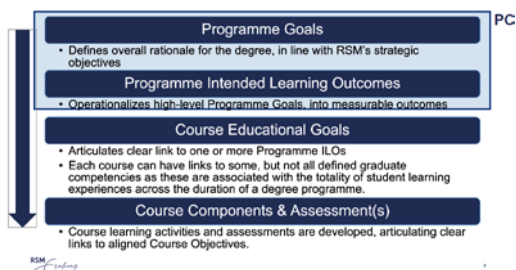 PC
Programme Goals
• Defines overall rationale for the degree, in line with RSM's strategic
objectives
Programme Intended Learning Outcomes
• Operationalizes high-level Programme Goals, into measurable outcomes
Course Educational Goals
• Articulates clear link to one or more Programme ILOs
• Each course can have links to some, but not all defined graduate
competencies as these are associated with the totality of student learning
experiences across the duration of a degree programme.
Course Components & Assessment(s)
• Course learning activities and assessments are developed, articulating clear
links to aligned Course Objectives.
RSM